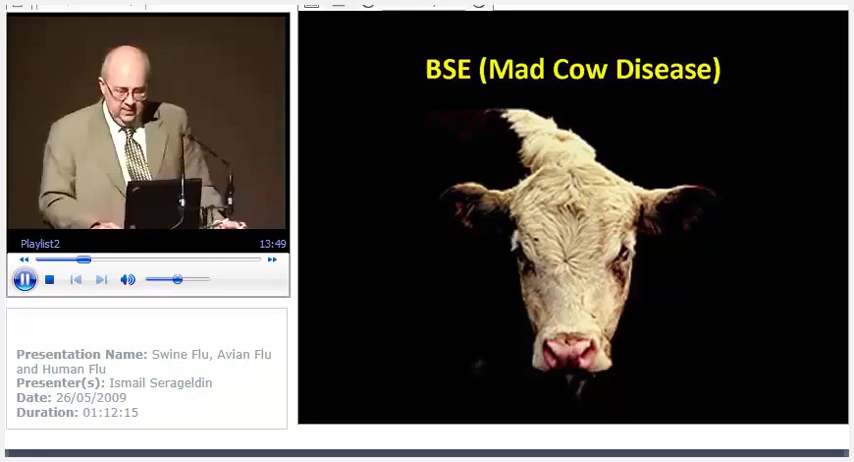 BSE (Mad Cow Disease)
Playlist2 13:49
Presentation Name: Swine Flu, Avian Flu
and Human Flu
Presenter(s): Ismail Serageldin
Date: 26/05/2009
Duration: 01:12:15